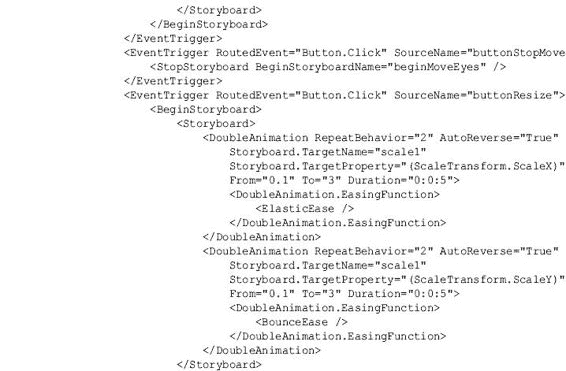 </Storyboard>
</BeginStoryboard>
</EventTrigger>
<EventTrigger RoutedEvent="Button.Click" SourceName="buttonStopMove
<StopStoryboard BeginStoryboardName="beginMoveEyes" />
</EventTrigger>
<EventTrigger RoutedEvent="Button.Click" SourceName="buttonResize">
<BeginStoryboard>
<Storyboard>
<DoubleAnimation RepeatBehavior="2" AutoReverse="True"
Storyboard.TargetName="scale1"
Storyboard.TargetProperty="(ScaleTransform.ScaleX)"
From="0.1" To="3" Duration="0:0:5">
<DoubleAnimation.EasingFunction>
<ElasticEase />
</DoubleAnimation.EasingFunction>
</DoubleAnimation>
<DoubleAnimation RepeatBehavior="2" AutoReverse="True"
Storyboard.TargetName="scale1"
Storyboard.TargetProperty="(ScaleTransform.ScaleY)"
From="0.1" To="3" Duration="0:0:5">
<DoubleAnimation.EasingFunction>
<BounceEase />
</DoubleAnimation.EasingFunction>
</DoubleAnimation>
</Storyboard>